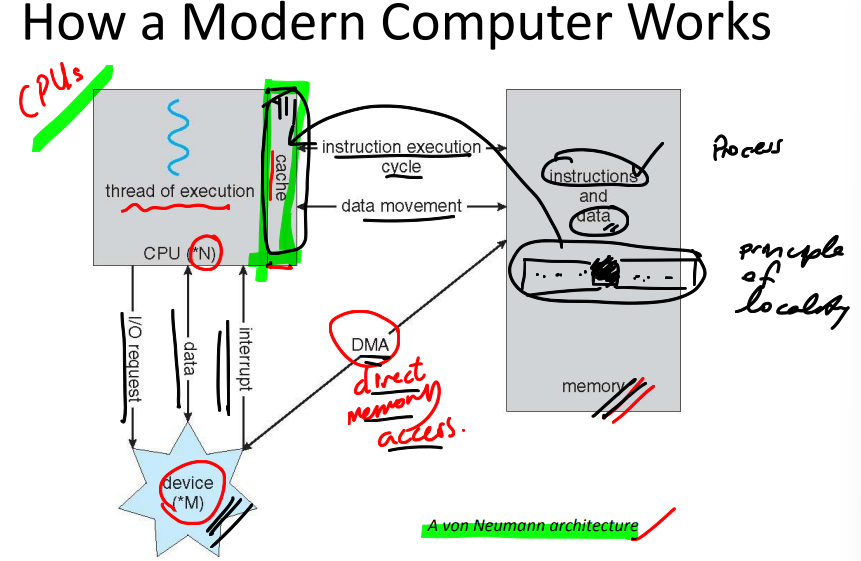 How a Modern Computer Works
CPUs
thread of execution
cache
CPU (*N)
instruction execution
cycle
data movement
instructions
and
data
Process
principle
of
locality
memory
I/O request
data
interrupt
DMA
direct
memory
access.
device
(*M)
A von Neumann architecture